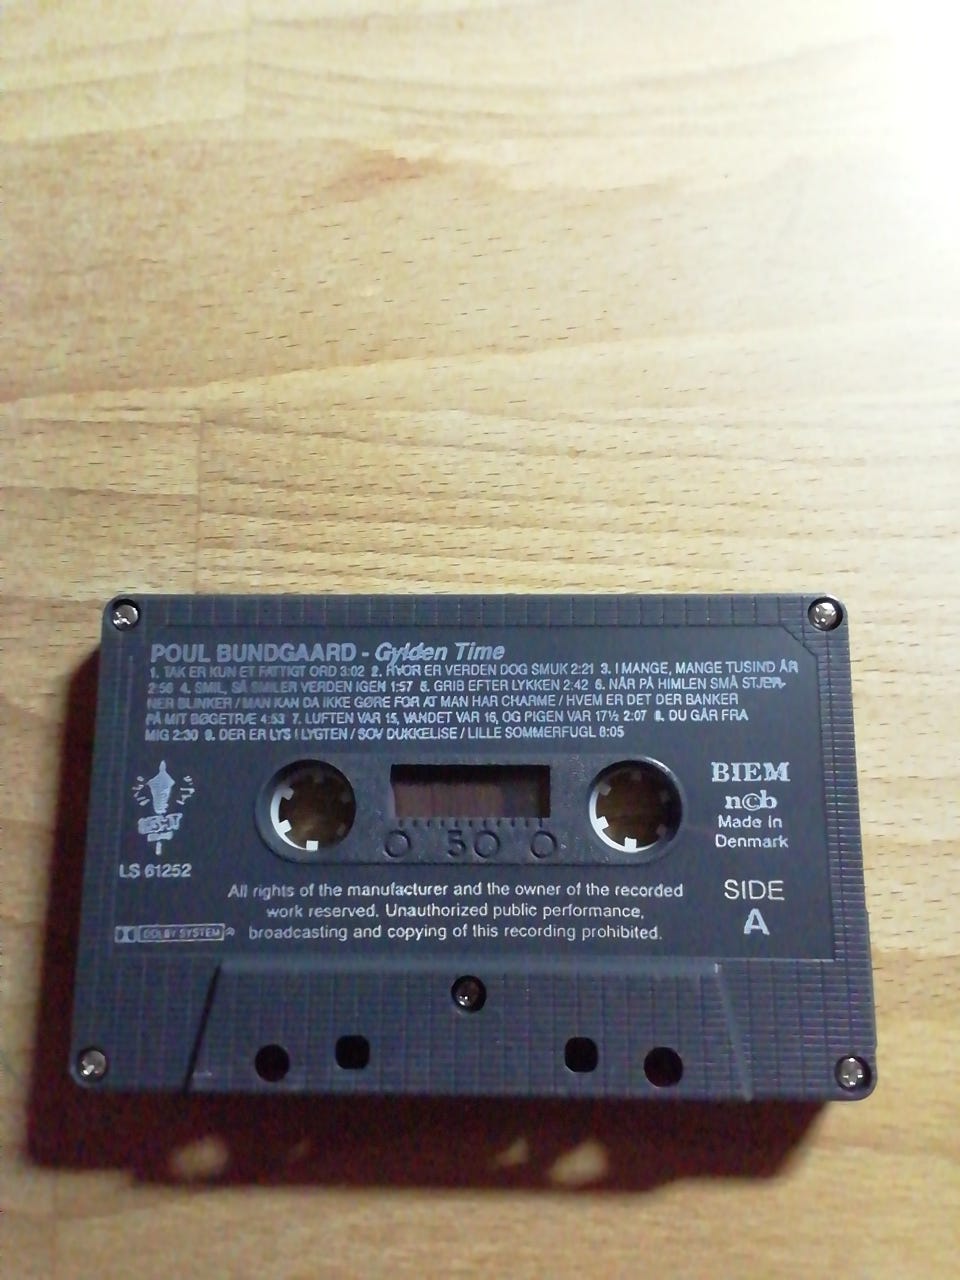 POUL BUNDGAARD - Gylden Time
1. TAK ER KUN ET FATTIGT ORD 3:02 2. HVOR ER VERDEN DOG SMUK 2:21 3. I MANGE, MANGE TUSIND ÅR
2:56 4. SMIL, SÅ SMILER VERDEN IGEN 1:57 5. GRIB EFTER LYKKEN 2:42 6. NÅR PÅ HIMLEN SMÅ STJER-
NER BLINKER / MAN KAN DA IKKE GØRE FOR AT MAN HAR CHARME / HVEM ER DET DER BANKER
PÅ MIT BØGETRÆ 4:53 7. LUFTEN VAR 15, VANDET VAR 16, OG PIGEN VAR 17½ 2:07 8. DU GÅR FRA
MIG 2:30 9. DER ER LYS I LYGTEN / SOV DUKKELISE / LILLE SOMMERFUGL 8:05
BIEM
n©b
Made in
Denmark
LS 61252
0 50 0
All rights of the manufacturer and the owner of the recorded
work reserved. Unauthorized public performance,
broadcasting and copying of this recording prohibited.
SIDE
A
DOLBY SYSTEM ®